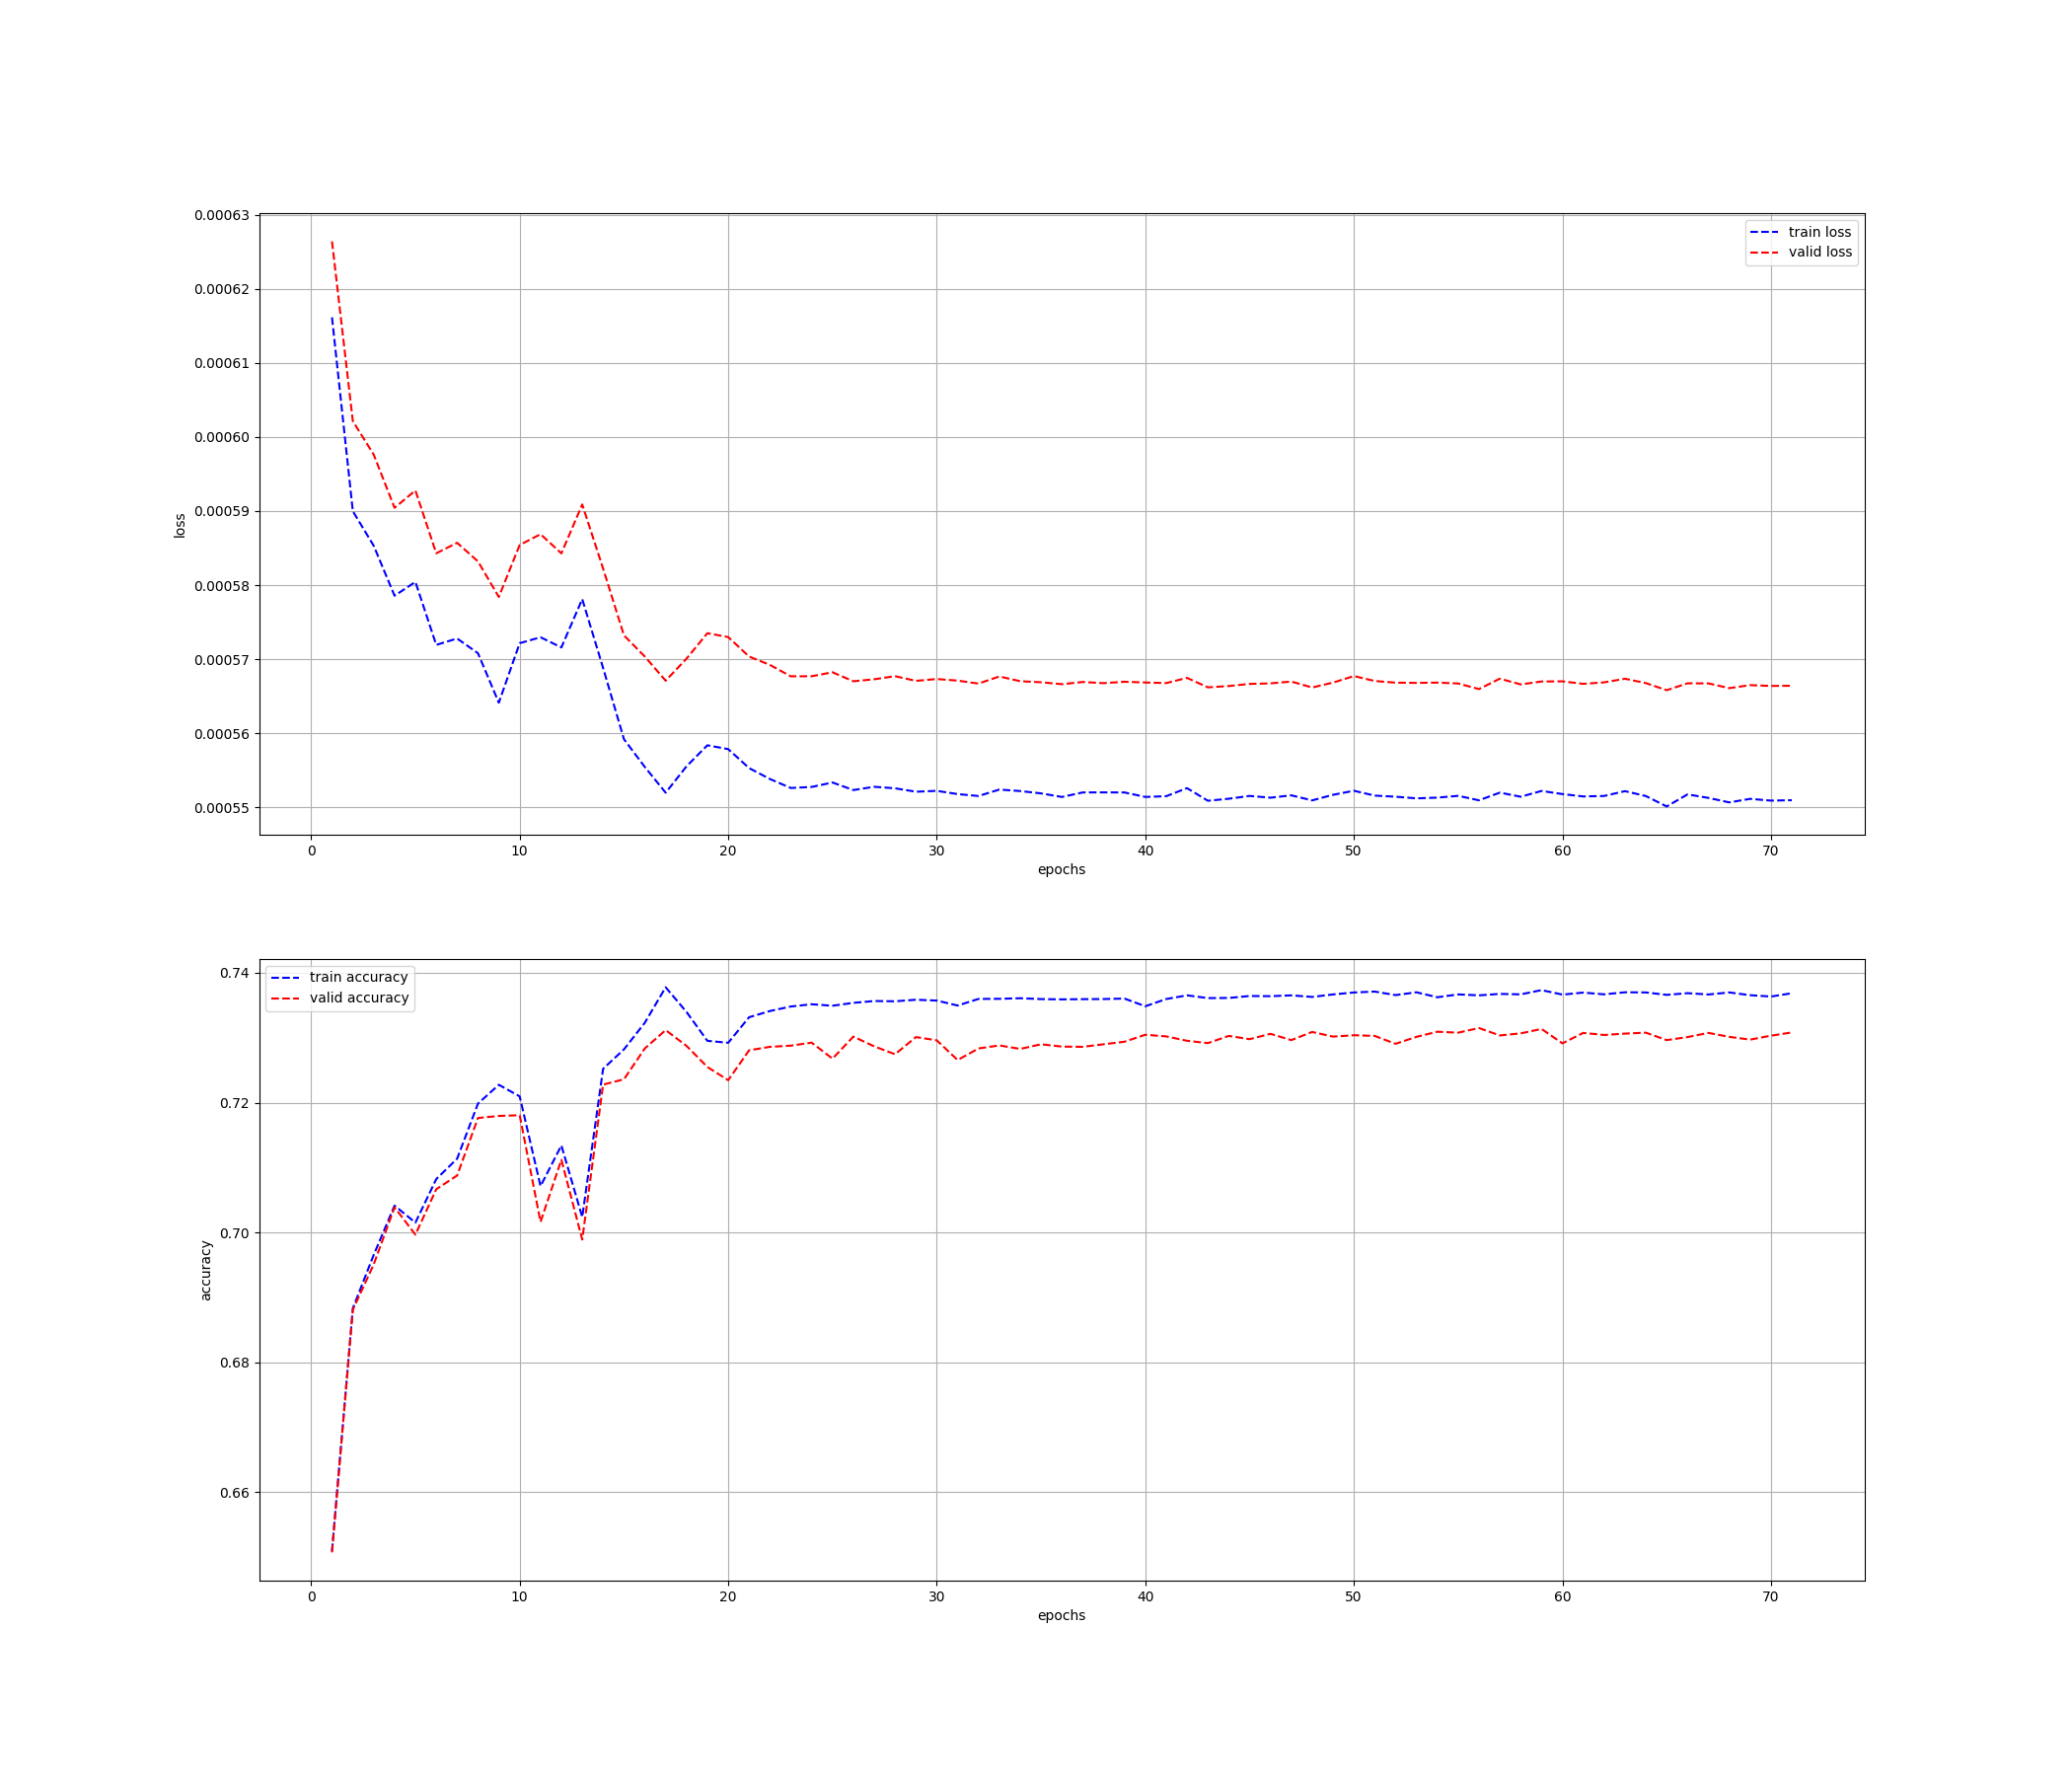 0.00063
0.00062
0.00061
0.00060
0.00059
0.00058
0.00057
0.00056
0.00055
loss
train loss
valid loss
0 10 20 30 40 50 60 70
epochs
0.74
0.72
0.70
0.68
0.66
accuracy
train accuracy
valid accuracy
0 10 20 30 40 50 60 70
epochs